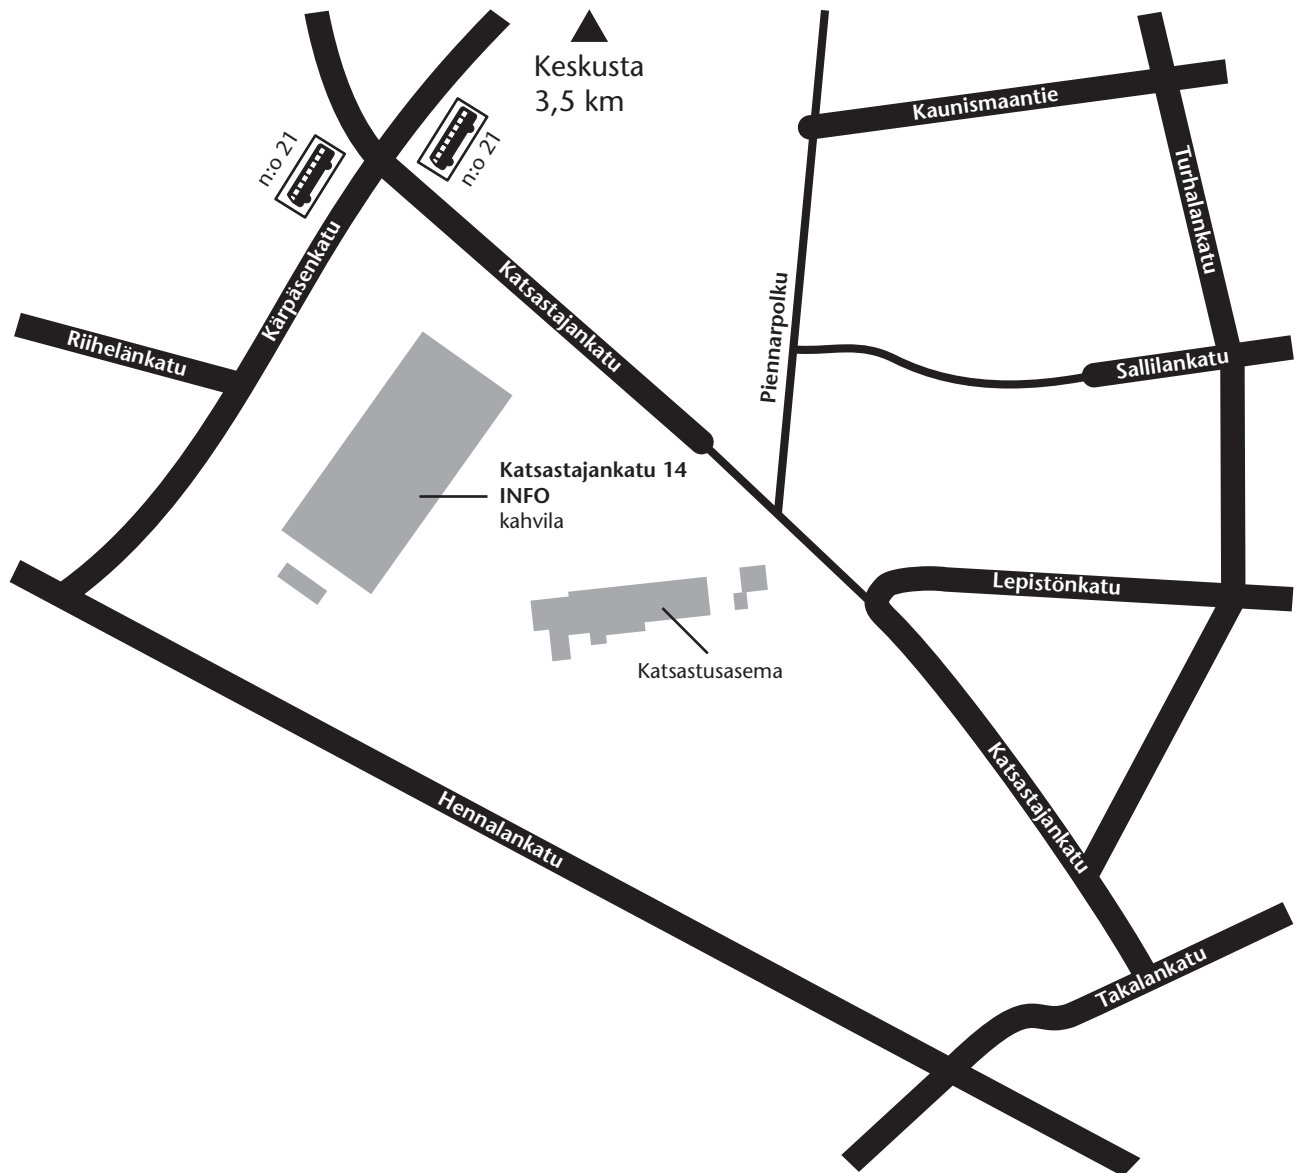 Keskusta
3,5 km
n:o 21
n:o 21
Kaunismaantie
Turhalankatu
Kärpäsenkatu
Katsastajankatu
Piennarpolku
Riihelänkatu
Sallilankatu
Katsastajankatu 14
INFO
kahvila
Lepistönkatu
Katsastusasema
Katsastajankatu
Hennalankatu
Takalankatu